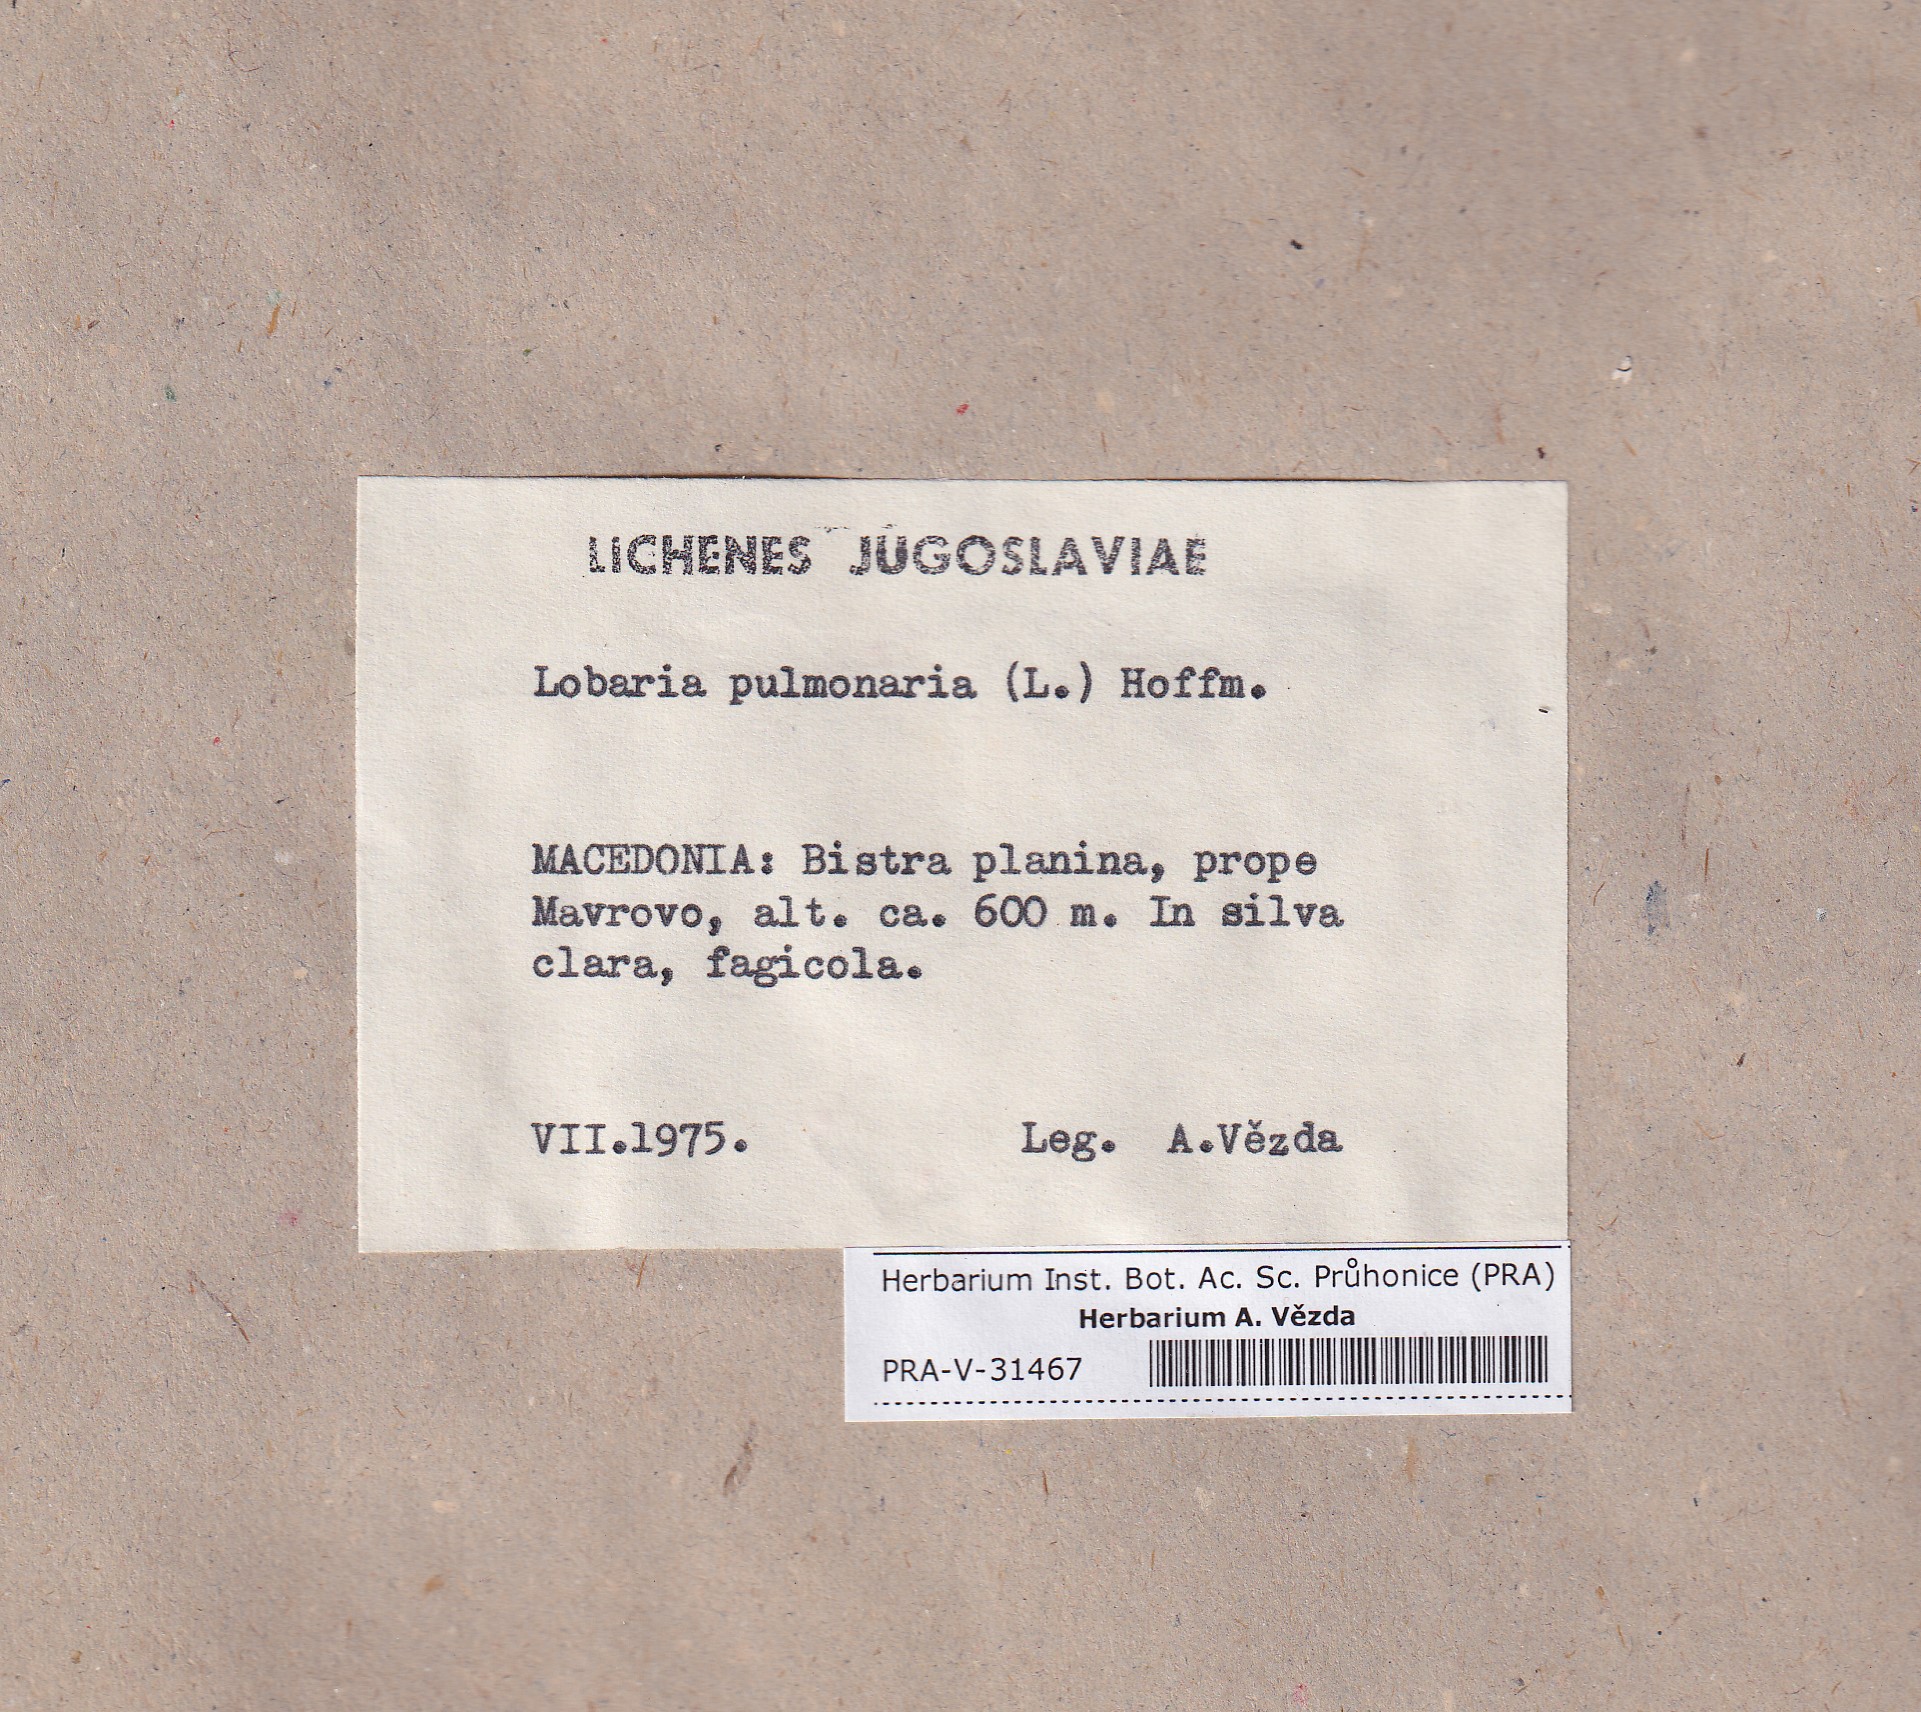 LICHENES JUGOSLAVIAE
Lobaria pulmonaria (L.) Hoffm.
MACEDONIA: Bistra planina, prope
Mavrovo, alt. ca. 600 m. In silva
clara, fagicola.
VII.1975. Leg. A.Vězda
Herbarium Inst. Bot. Ac. Sc. Průhonice (PRA)
Herbarium A. Vězda
PRA-V-31467